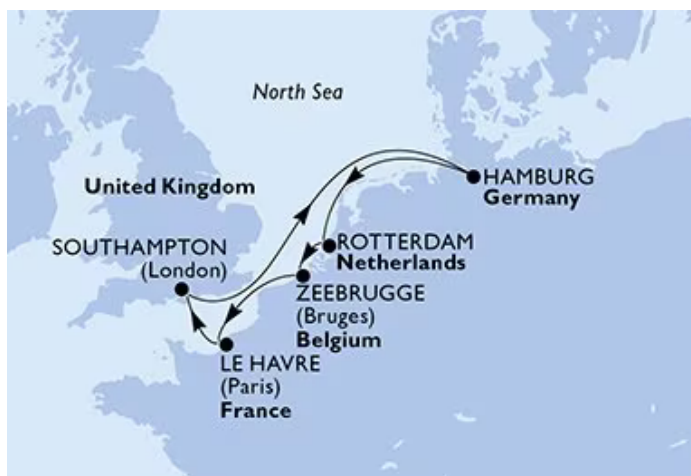 North Sea
United Kingdom
HAMBURG
Germany
SOUTHAMPTON
(London)
ROTTERDAM
Netherlands
ZEEBRUGGE
(Bruges)
Belgium
LE HAVRE
(Paris)
France